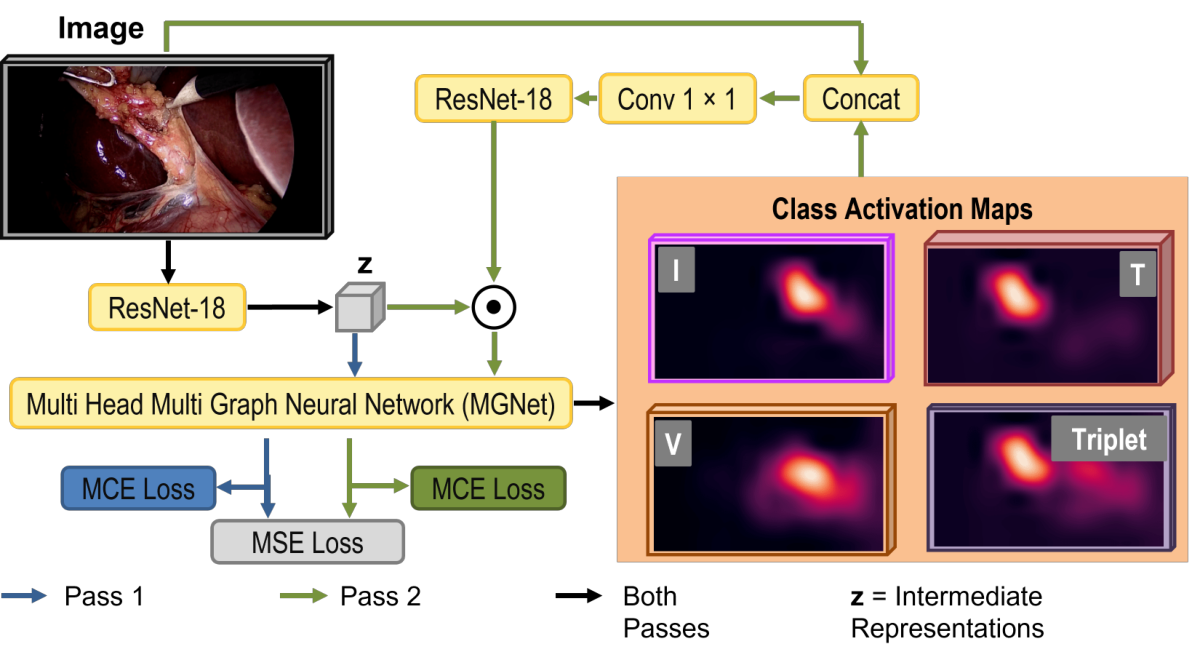 Image
ResNet-18
Conv 1 × 1
Concat
Class Activation Maps
I
T
z
ResNet-18
Multi Head Multi Graph Neural Network (MGNet)
V
Triplet
MCE Loss
MCE Loss
MSE Loss
Pass 1
Pass 2
Both
Passes
z = Intermediate
Representations